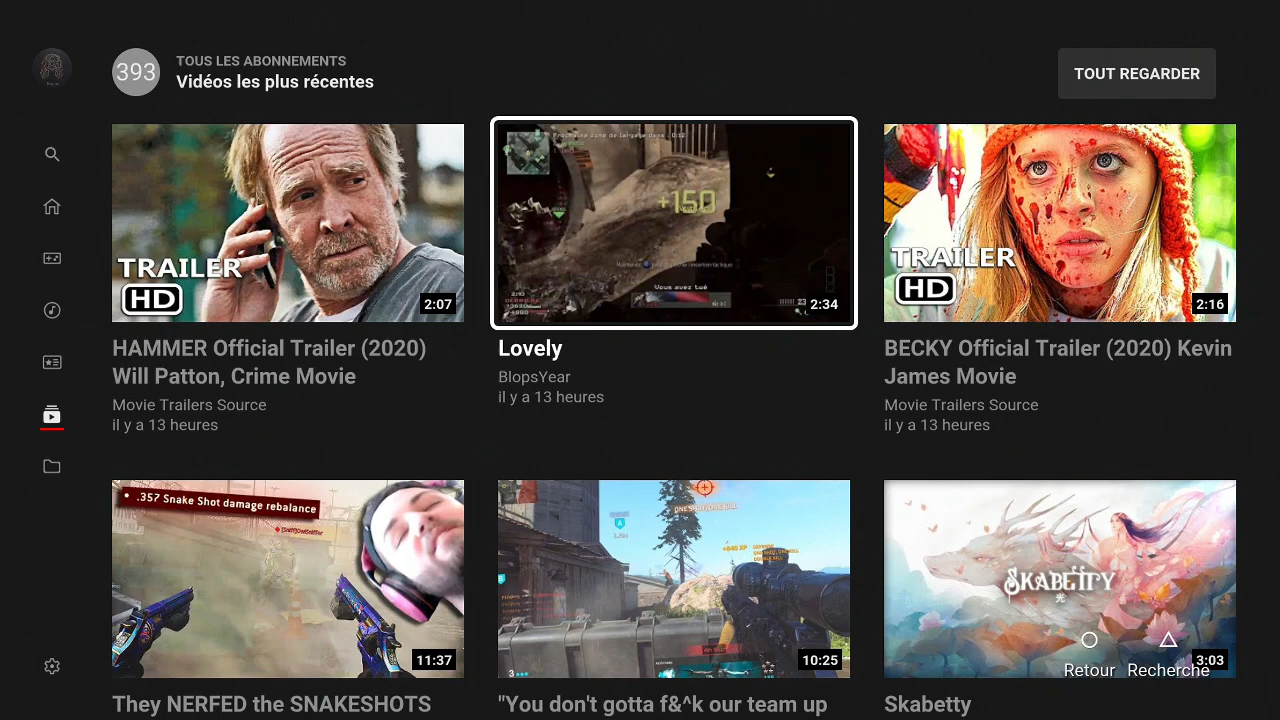 393
TOUS LES ABONNEMENTS
Vidéos les plus récentes
TOUT REGARDER
TRAILER
HD
2:07
+150
Vous avez tué
2:34
TRAILER
HD
2:16
HAMMER Official Trailer (2020)
Will Patton, Crime Movie
Movie Trailers Source
il y a 13 heures
Lovely
BlopsYear
il y a 13 heures
BECKY Official Trailer (2020) Kevin
James Movie
Movie Trailers Source
il y a 13 heures
.357 Snake Shot damage rebalance
11:37
10:25
SKABETTY
光
Retour Recherche
3:03
They NERFED the SNAKESHOTS
"You don't gotta f&^k our team up
Skabetty